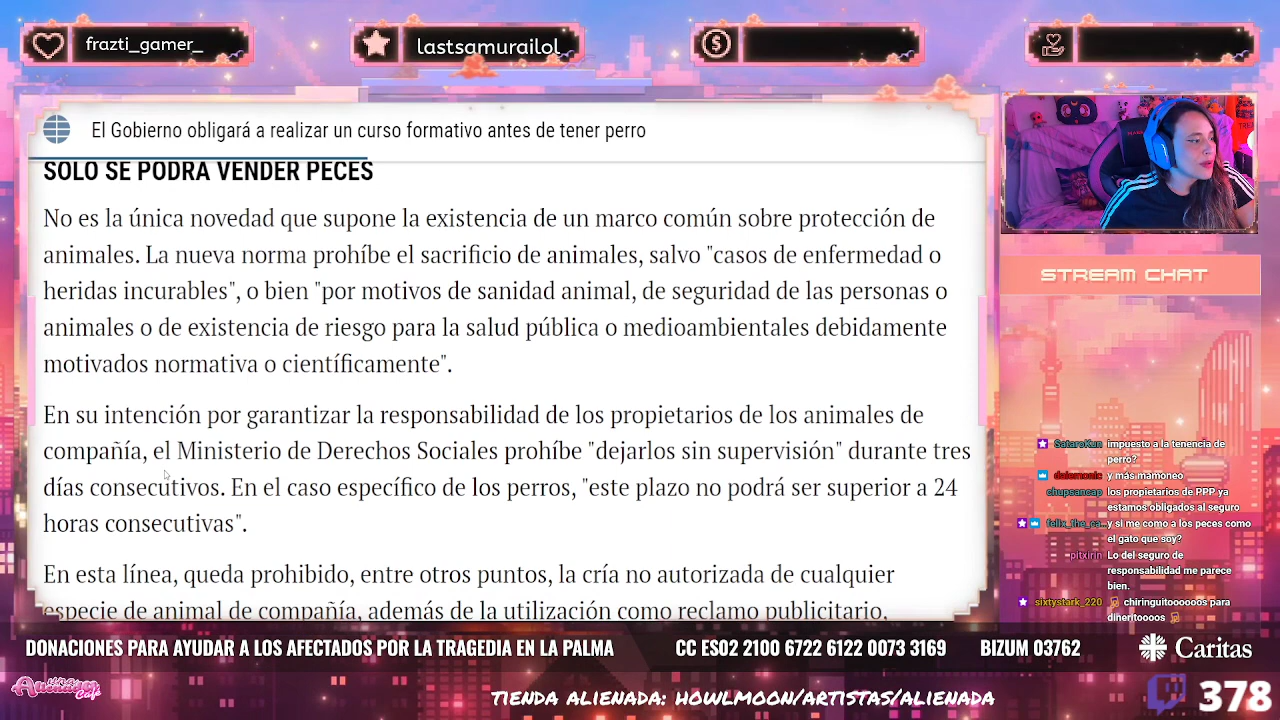 frazti_gamer_
lastsamurailol
El Gobierno obligará a realizar un curso formativo antes de tener perro
SOLO SE PODRÁ VENDER PECES
No es la única novedad que supone la existencia de un marco común sobre protección de
animales. La nueva norma prohíbe el sacrificio de animales, salvo "casos de enfermedad o
heridas incurables", o bien "por motivos de sanidad animal, de seguridad de las personas o
animales o de existencia de riesgo para la salud pública o medioambientales debidamente
motivados normativa o científicamente".
En su intención por garantizar la responsabilidad de los propietarios de los animales de
compañía, el Ministerio de Derechos Sociales prohíbe "dejarlos sin supervisión" durante tres
días consecutivos. En el caso específico de los perros, "este plazo no podrá ser superior a 24
horas consecutivas".
En esta línea, queda prohibido, entre otros puntos, la cría no autorizada de cualquier
especie de animal de compañía, además de la utilización como reclamo publicitario,
STREAM CHAT
SataroKun impuesto a la tenencia de
perro?
dalemonic y más mamoneo
chupsancap los propietarios de PPP ya
estamos obligados al seguro
felix_the_ca... y si me como a los peces como
el gato que soy?
pitxirin Lo del seguro de
responsabilidad me parece
bien.
sixtystark_220 chiringuitoooooos para
dineritoooos
DONACIONES PARA AYUDAR A LOS AFECTADOS POR LA TRAGEDIA EN LA PALMA
CC ES02 2100 6722 6122 0073 3169
BIZUM 03762
Caritas
TIENDA ALIENADA: HOWLMOON/ARTISTAS/ALIENADA
378